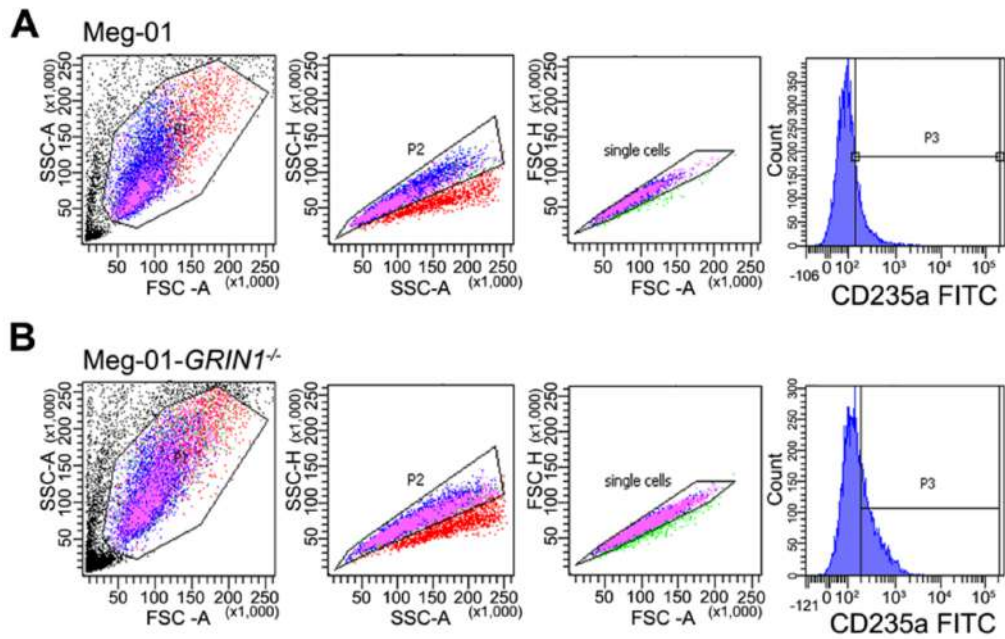 A
Meg-01
SSC-A (x1,000)
250
200
150
100
50
P1
50 100 150 200 250
FSC -A (x1,000)
SSC-H (x1,000)
250
200
150
100
50
P2
50 100 150 200 250
SSC-A (x1,000)
FSC H (x1,000)
250
200
150
100
50
single cells
50 100 150 200 250
FSC -A (x1,000)
Count
350
300
250
200
150
100
50
0
P3
-106 0 10² 10³ 10⁴ 10⁵
CD235a FITC
B
Meg-01-GRIN1-/-
SSC-A (x1,000)
250
200
150
100
50
50 100 150 200 250
FSC-A (x1,000)
SSC-H (x1,000)
250
200
150
100
50
P2
50 100 150 200 250
SSC-A (x1,000)
FSC H (x1,000)
250
200
150
100
50
single cells
50 100 150 200 250
FSC -A (x1,000)
Count
300
250
200
150
100
50
0
P3
-121 10² 10³ 10⁴ 10⁵
CD235a FITC